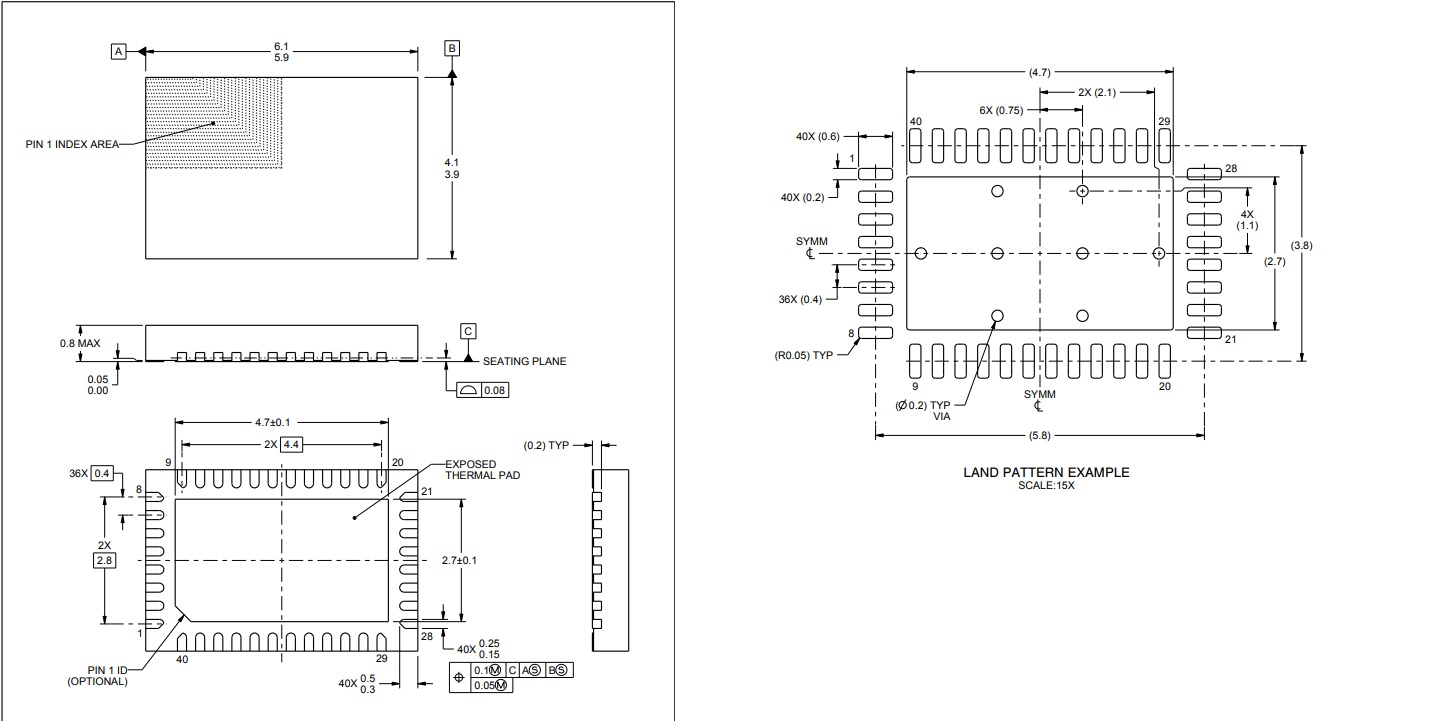 A
6.1
5.9
B
PIN 1 INDEX AREA
4.1
3.9
0.8 MAX
C
SEATING PLANE
0.05
0.00
0.08
4.7±0.1
2X 4.4
9
20
36X 0.4
8
EXPOSED
THERMAL PAD
21
2X
2.8
2.7±0.1
1
28
40
29
PIN 1 ID
(OPTIONAL)
40X 0.5
0.3
40X 0.25
0.15
0.1Ⓜ C AⓈ BⓈ
0.05Ⓜ
(0.2) TYP
(4.7)
2X (2.1)
6X (0.75)
40
29
40X (0.6)
1
28
40X (0.2)
4X
(1.1)
SYMM
℄
(2.7)
(3.8)
36X (0.4)
8
21
(R0.05) TYP
9
20
(Ø0.2) TYP
VIA
SYMM
℄
(5.8)
LAND PATTERN EXAMPLE
SCALE:15X